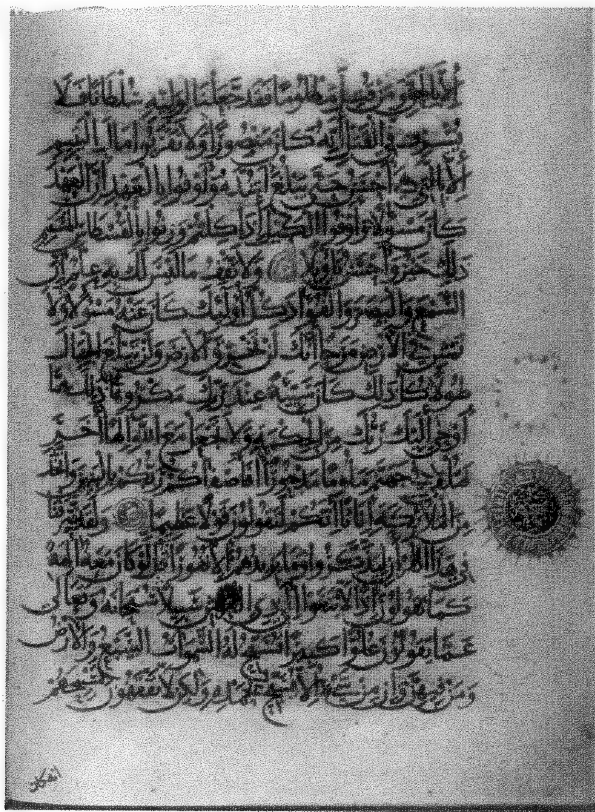 إلا بالحق ومن قتل مظلوما فقد جعلنا لوليه سلطانا فلا
يسرف في القتل إنه كان منصورا ولا تقربوا مال اليتيم
إلا بالتي هي أحسن حتى يبلغ أشده وأوفوا بالعهد إن العهد
كان مسئولا وأوفوا الكيل إذا كلتم وزنوا بالقسطاس المستقيم
ذلك خير وأحسن تأويلا ولا تقف ما ليس لك به علم إن
السمع والبصر والفؤاد كل أولئك كان عنه مسئولا ولا
تمش في الأرض مرحا إنك لن تخرق الأرض ولن تبلغ الجبال
طولا كل ذلك كان سيئه عند ربك مكروها ذلك مما
أوحى إليك ربك من الحكمة ولا تجعل مع الله إلها آخر
فتلقى في جهنم ملوما مدحورا أفأصفكم ربكم بالبنين واتخذ
من الملائكة إناثا إنكم لتقولون قولا عظيما ولقد صرفنا
في هذا القرآن ليذكروا وما يزيدهم إلا نفورا قل لو كان معه آلهة
كما يقولون إذا لابتغوا إلى ذي العرش سبيلا سبحانه وتعالى
عما يقولون علوا كبيرا تسبح له السموات السبع والأرض
ومن فيهن وإن من شيء إلا يسبح بحمده ولكن لا تفقهون تسبيحهم
إنه كان